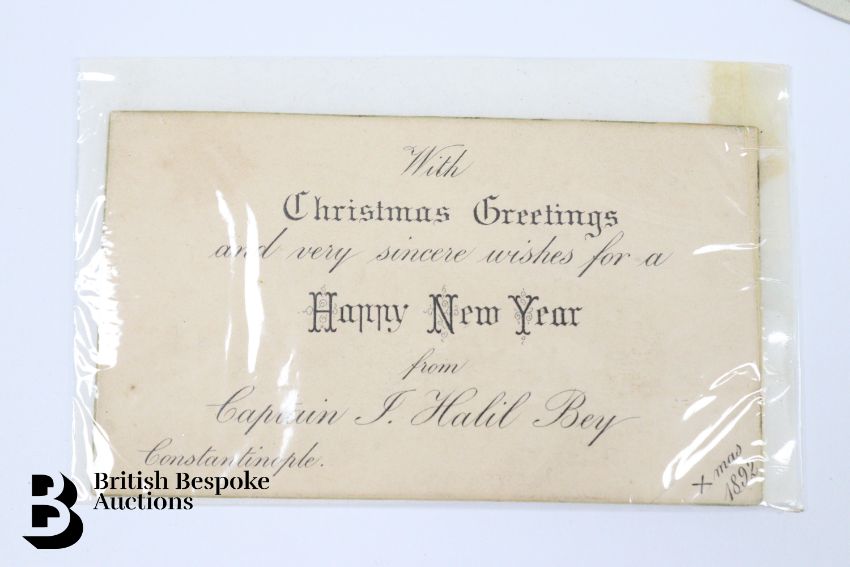 With
Christmas Greetings
and very sincere wishes for a
Happy New Year
from
Captain J. Halil Bey
Constantinople.
+ mas
1892
British Bespoke
Auctions